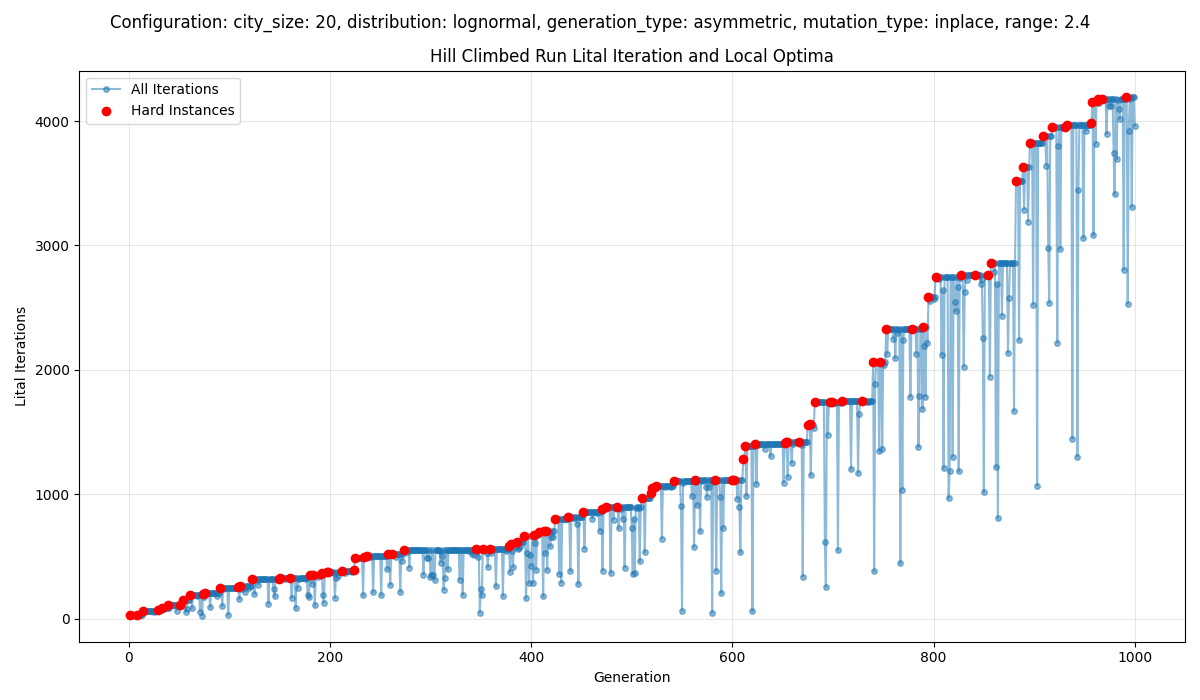 Configuration: city_size: 20, distribution: lognormal, generation_type: asymmetric, mutation_type: inplace, range: 2.4
Hill Climbed Run Lital Iteration and Local Optima
All Iterations
Hard Instances
Lital Iterations
4000
3000
2000
1000
0
0 200 400 600 800 1000
Generation